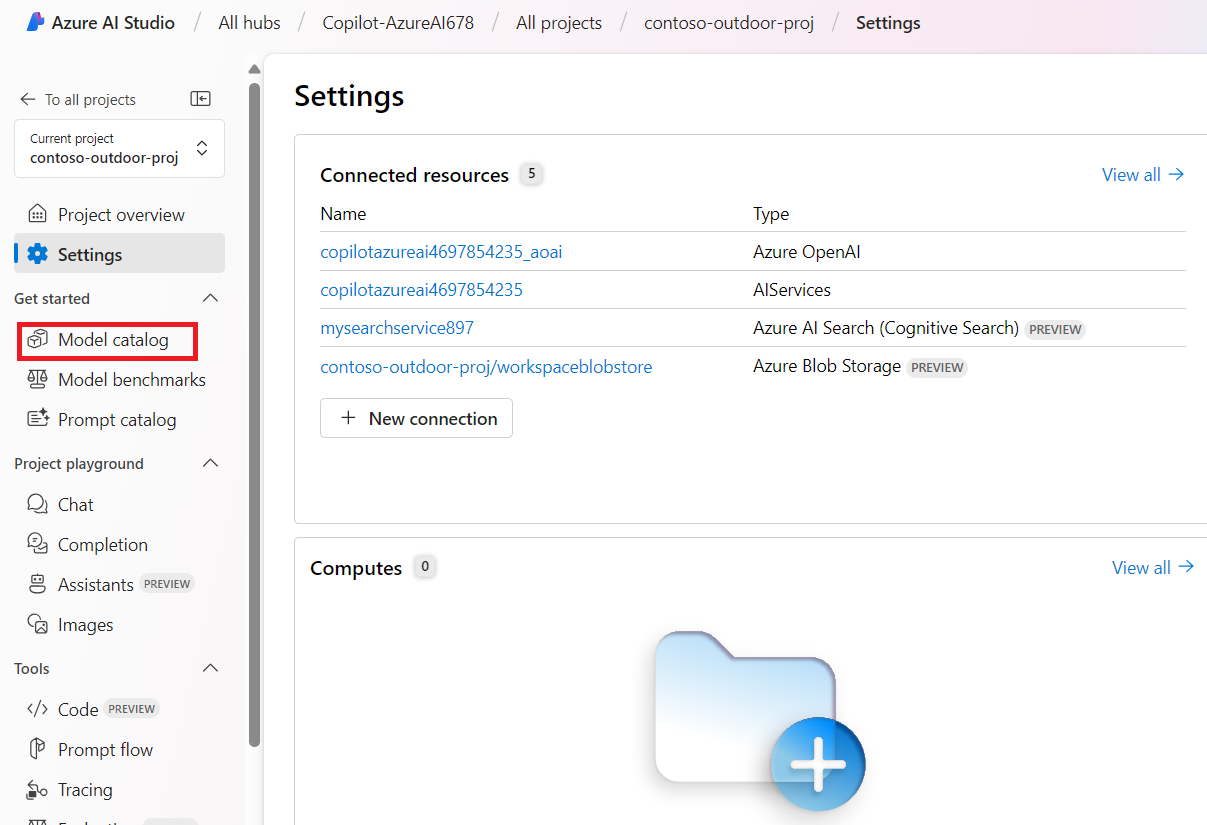 Azure AI Studio / All hubs / Copilot-AzureAI678 / All projects / contoso-outdoor-proj / Settings
To all projects
Current project
contoso-outdoor-proj
Project overview
Settings
Get started
Model catalog
Model benchmarks
Prompt catalog
Project playground
Chat
Completion
Assistants PREVIEW
Images
Tools
Code PREVIEW
Prompt flow
Tracing
Settings
Connected resources 5 View all
Name Type
copilotazureai4697854235_aoai Azure OpenAI
copilotazureai4697854235 AIServices
mysearchservice897 Azure AI Search (Cognitive Search) PREVIEW
contoso-outdoor-proj/workspaceblobstore Azure Blob Storage PREVIEW
New connection
Computes 0 View all